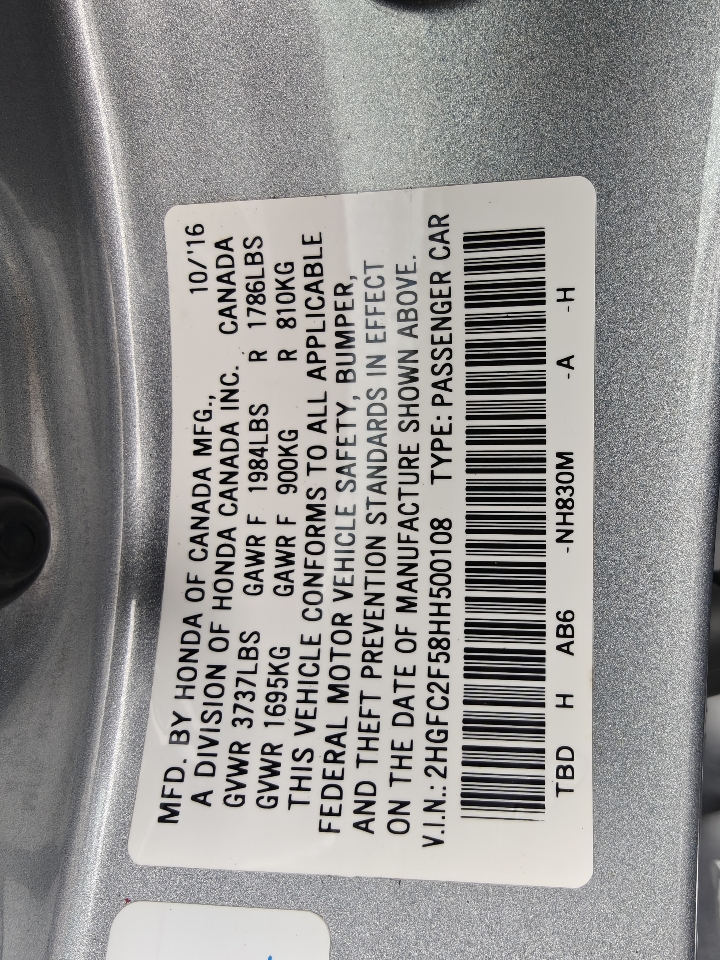 MFD. BY HONDA OF CANADA MFG., 10/'16
A DIVISION OF HONDA CANADA INC. CANADA
GVWR 3737LBS GAWR F 1984LBS R 1786LBS
GVWR 1695KG GAWR F 900KG R 810KG
THIS VEHICLE CONFORMS TO ALL APPLICABLE
FEDERAL MOTOR VEHICLE SAFETY, BUMPER,
AND THEFT PREVENTION STANDARDS IN EFFECT
ON THE DATE OF MANUFACTURE SHOWN ABOVE.
V.I.N.: 2HGFC2F58HH500108 TYPE: PASSENGER CAR
TBD H AB6 -NH830M -A -H